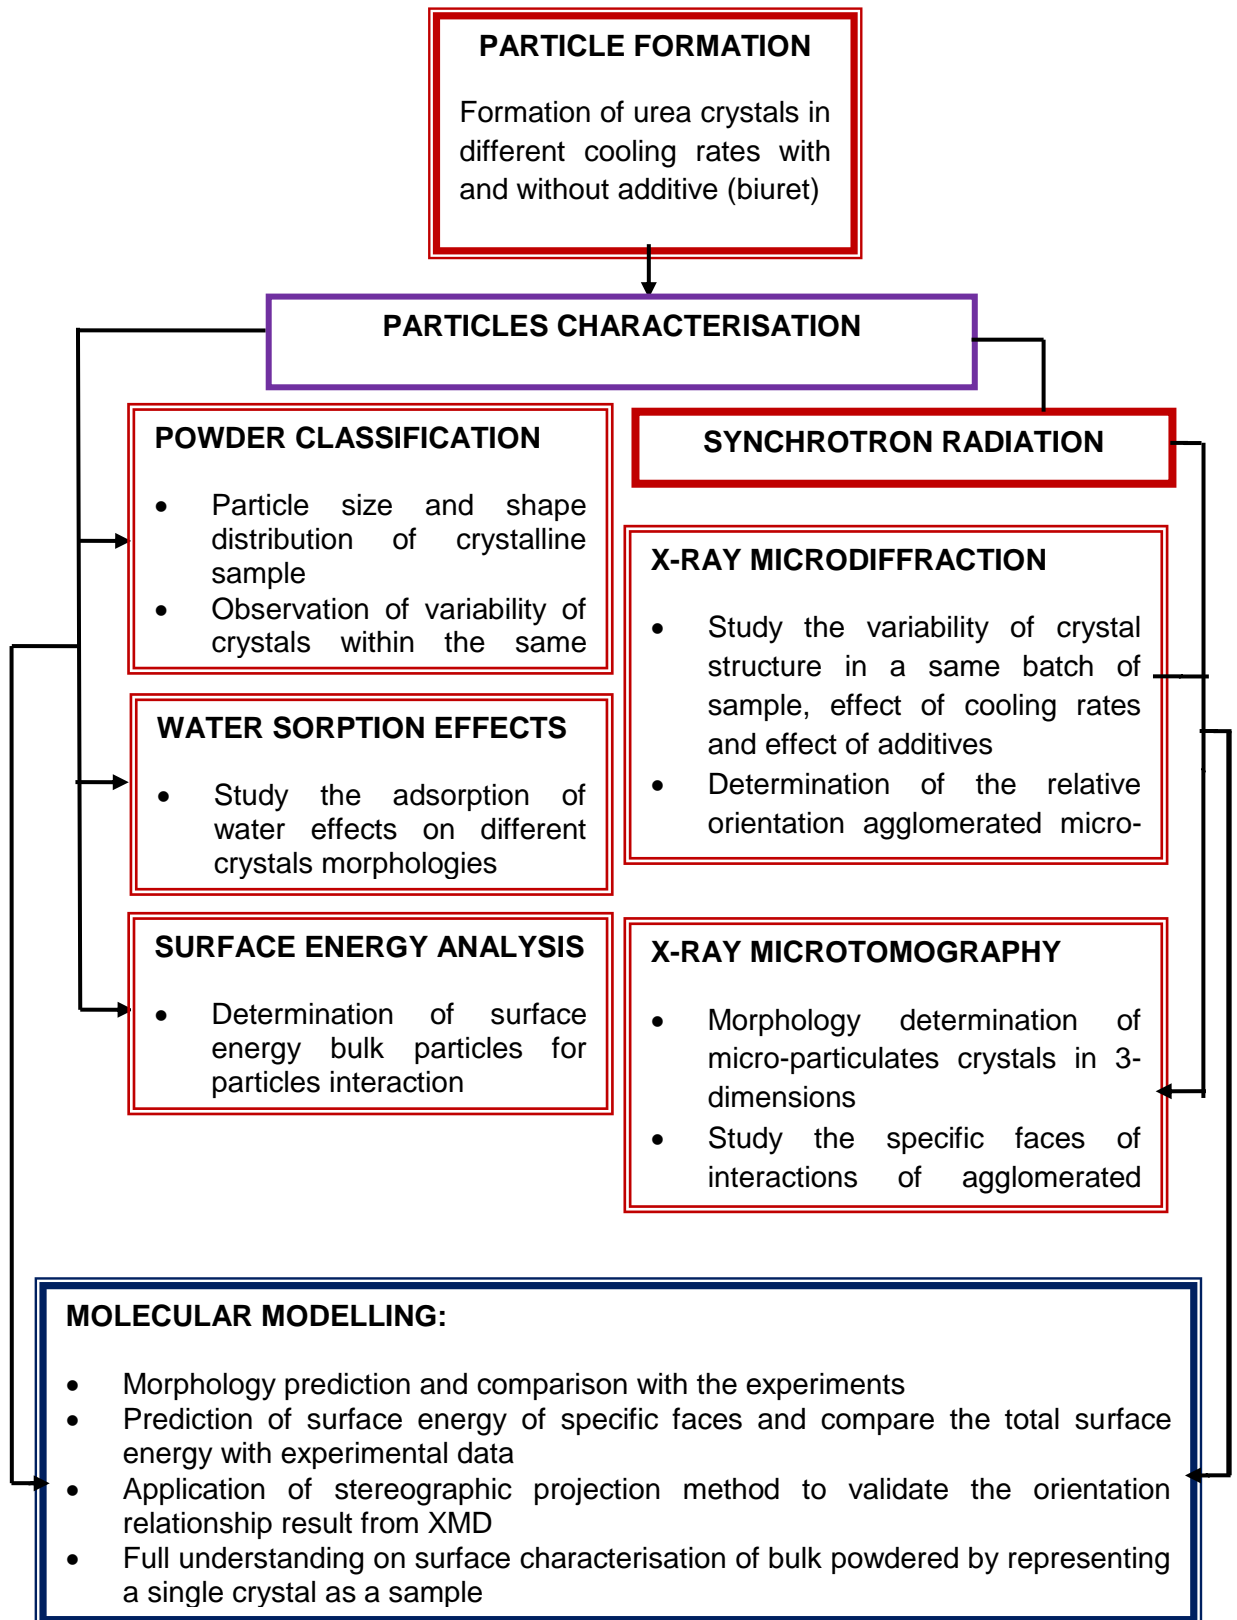 PARTICLE FORMATION
Formation of urea crystals in
different cooling rates with
and without additive (biuret)
PARTICLES CHARACTERISATION
POWDER CLASSIFICATION
• Particle size and shape
distribution of crystalline
sample
• Observation of variability of
crystals within the same
WATER SORPTION EFFECTS
• Study the adsorption of
water effects on different
crystals morphologies
SURFACE ENERGY ANALYSIS
• Determination of surface
energy bulk particles for
particles interaction
SYNCHROTRON RADIATION
X-RAY MICRODIFFRACTION
• Study the variability of crystal
structure in a same batch of
sample, effect of cooling rates
and effect of additives
• Determination of the relative
orientation agglomerated micro-
X-RAY MICROTOMOGRAPHY
• Morphology determination of
micro-particulates crystals in 3-
dimensions
• Study the specific faces of
interactions of agglomerated
MOLECULAR MODELLING:
• Morphology prediction and comparison with the experiments
• Prediction of surface energy of specific faces and compare the total surface
energy with experimental data
• Application of stereographic projection method to validate the orientation
relationship result from XMD
• Full understanding on surface characterisation of bulk powdered by representing
a single crystal as a sample